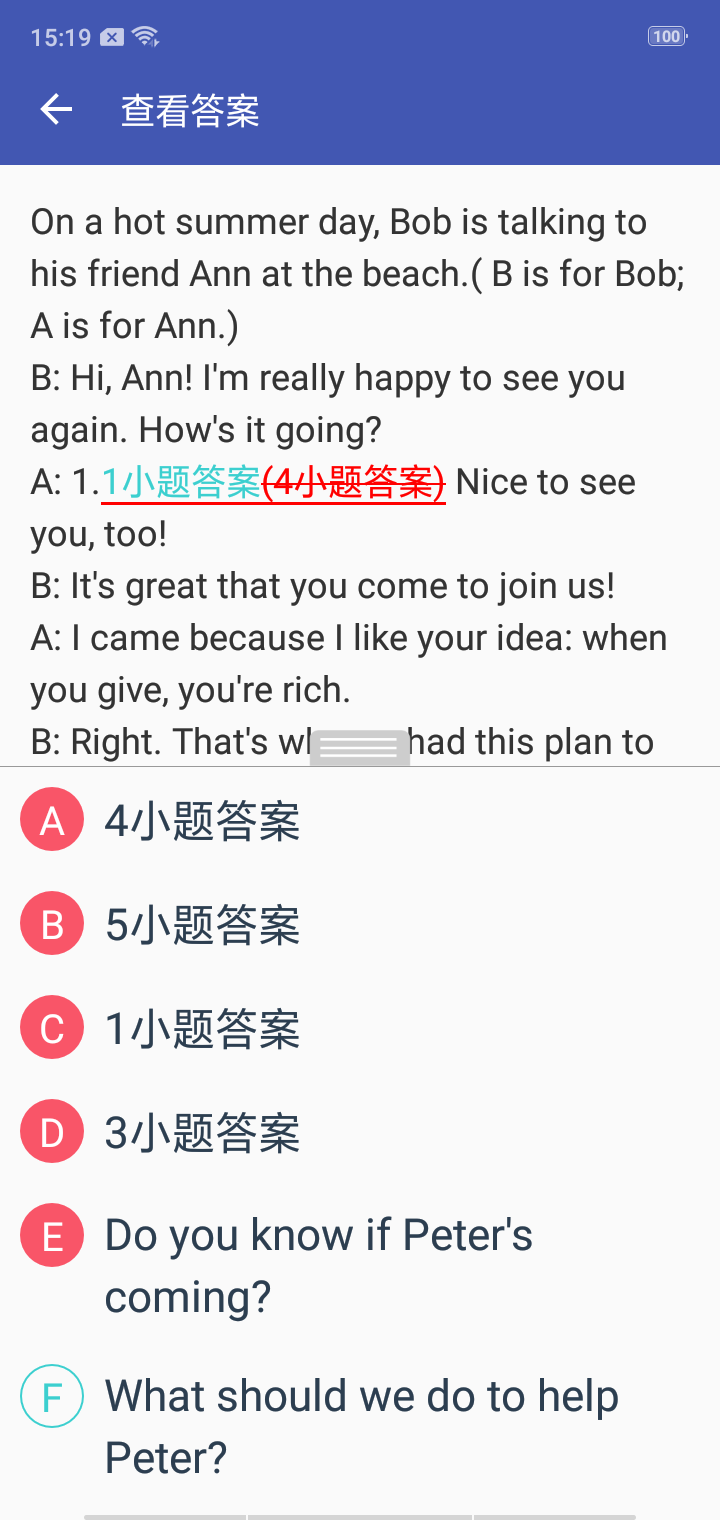 15:19
100
查看答案
On a hot summer day, Bob is talking to
his friend Ann at the beach.( B is for Bob;
A is for Ann.)
B: Hi, Ann! I'm really happy to see you
again. How's it going?
A: 1.1小题答案(4小题答案) Nice to see
you, too!
B: It's great that you come to join us!
A: I came because I like your idea: when
you give, you're rich.
B: Right. That's had this plan to
A 4小题答案
B 5小题答案
C 1小题答案
D 3小题答案
E Do you know if Peter's
coming?
F What should we do to help
Peter?